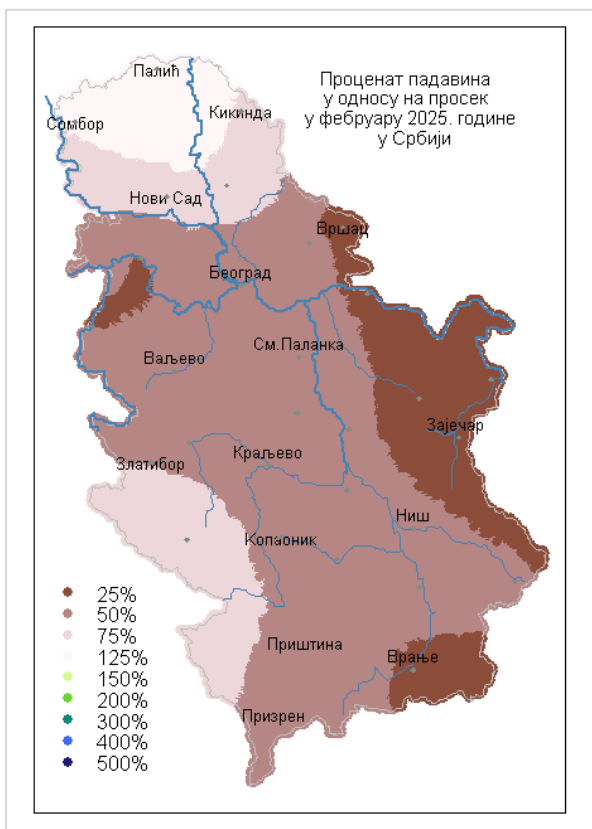 Проценат падавина
у односу на просек
у фебруару 2025. године
у Србији
Палић
Кикинда
Сомбор
Нови Сад
Вршац
Београд
См.Паланка
Ваљево
Зајечар
Краљево
Златибор
Ниш
Копаоник
Приштина
Врање
Призрен
25%
50%
75%
125%
150%
200%
300%
400%
500%